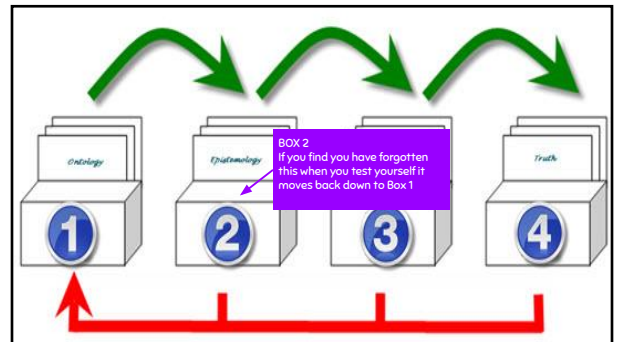 Ontology
Epistemology
Truth
BOX 2
If you find you have forgotten
this when you test yourself it
moves back down to Box 1
1
2
3
4